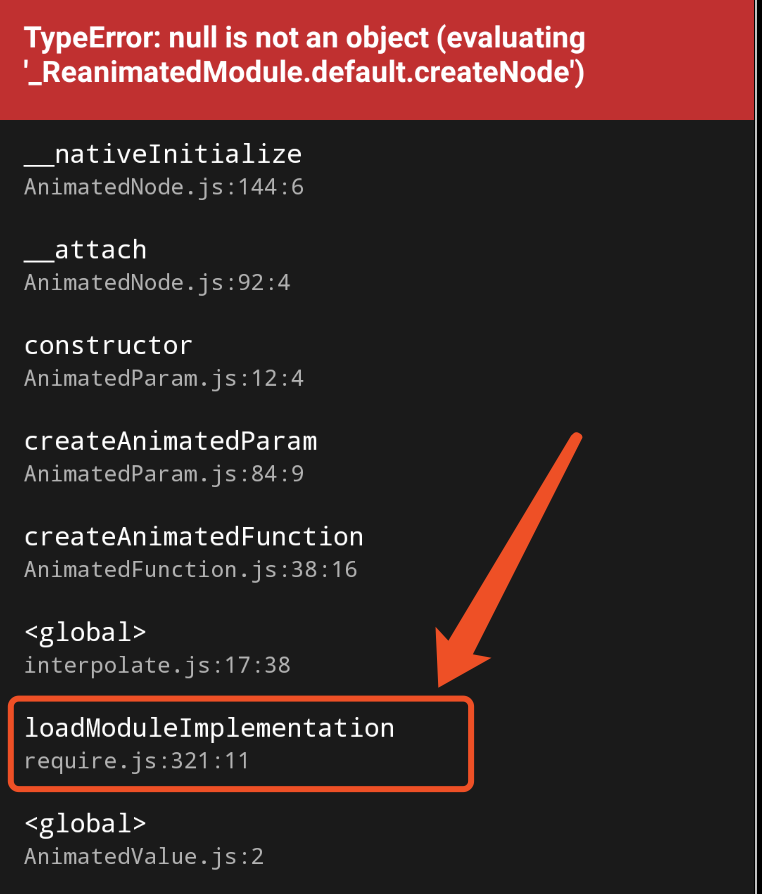 TypeError: null is not an object (evaluating
'_ReanimatedModule.default.createNode')
__nativeInitialize
AnimatedNode.js:144:6
__attach
AnimatedNode.js:92:4
constructor
AnimatedParam.js:12:4
createAnimatedParam
AnimatedParam.js:84:9
createAnimatedFunction
AnimatedFunction.js:38:16
<global>
interpolate.js:17:38
loadModuleImplementation
require.js:321:11
<global>
AnimatedValue.js:2